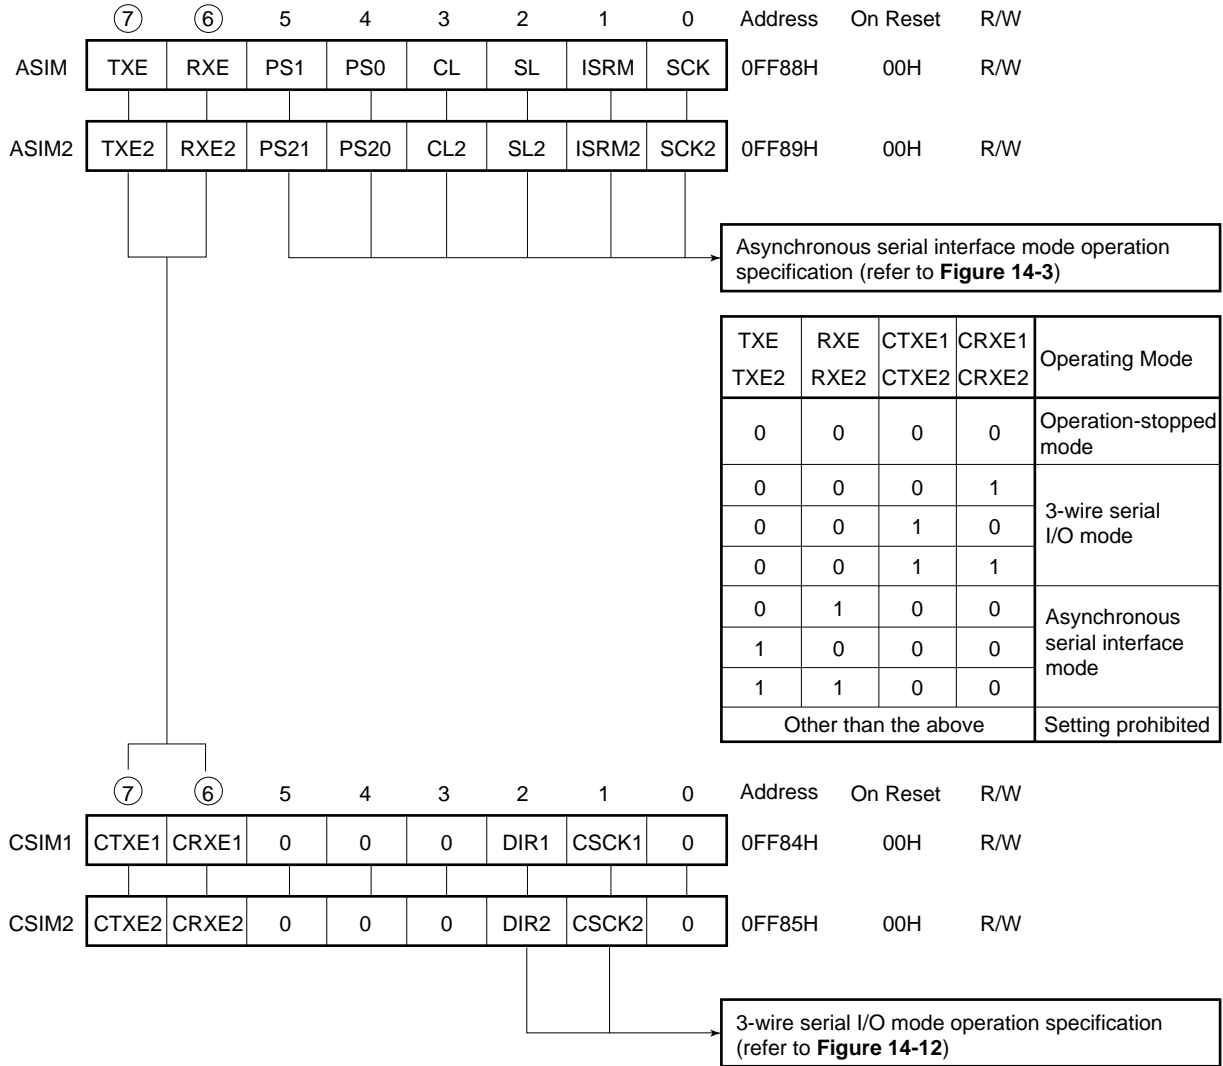 ⑦ ⑥ 5 4 3 2 1 0 Address On Reset R/W
ASIM TXE RXE PS1 PS0 CL SL ISRM SCK 0FF88H 00H R/W
ASIM2 TXE2 RXE2 PS21 PS20 CL2 SL2 ISRM2 SCK2 0FF89H 00H R/W
Asynchronous serial interface mode operation
specification (refer to Figure 14-3)
TXE RXE CTXE1 CRXE1 Operating Mode
TXE2 RXE2 CTXE2 CRXE2
0 0 0 0 Operation-stopped
mode
0 0 0 1 3-wire serial
0 0 1 0 I/O mode
0 0 1 1
0 1 0 0 Asynchronous
1 0 0 0 serial interface
mode
1 1 0 0
Other than the above Setting prohibited
⑦ ⑥ 5 4 3 2 1 0 Address On Reset R/W
CSIM1 CTXE1 CRXE1 0 0 0 DIR1 CSCK1 0 0FF84H 00H R/W
CSIM2 CTXE2 CRXE2 0 0 0 DIR2 CSCK2 0 0FF85H 00H R/W
3-wire serial I/O mode operation specification
(refer to Figure 14-12)